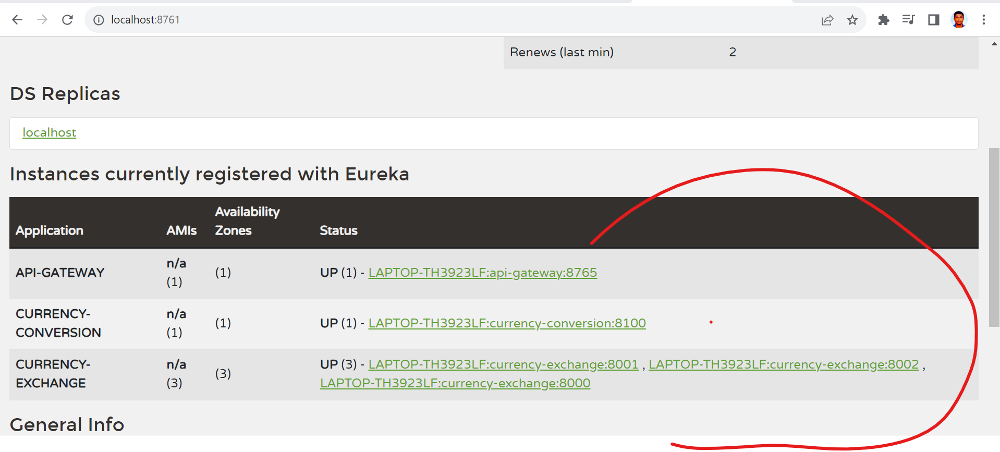 localhost:8761
Renews (last min) 2
DS Replicas
localhost
Instances currently registered with Eureka
Application AMIs Availability Zones Status
API-GATEWAY n/a (1) (1) UP (1) - LAPTOP-TH3923LF:api-gateway:8765
CURRENCY-CONVERSION n/a (1) (1) UP (1) - LAPTOP-TH3923LF:currency-conversion:8100
CURRENCY-EXCHANGE n/a (3) (3) UP (3) - LAPTOP-TH3923LF:currency-exchange:8001 , LAPTOP-TH3923LF:currency-exchange:8002 ,
LAPTOP-TH3923LF:currency-exchange:8000
General Info